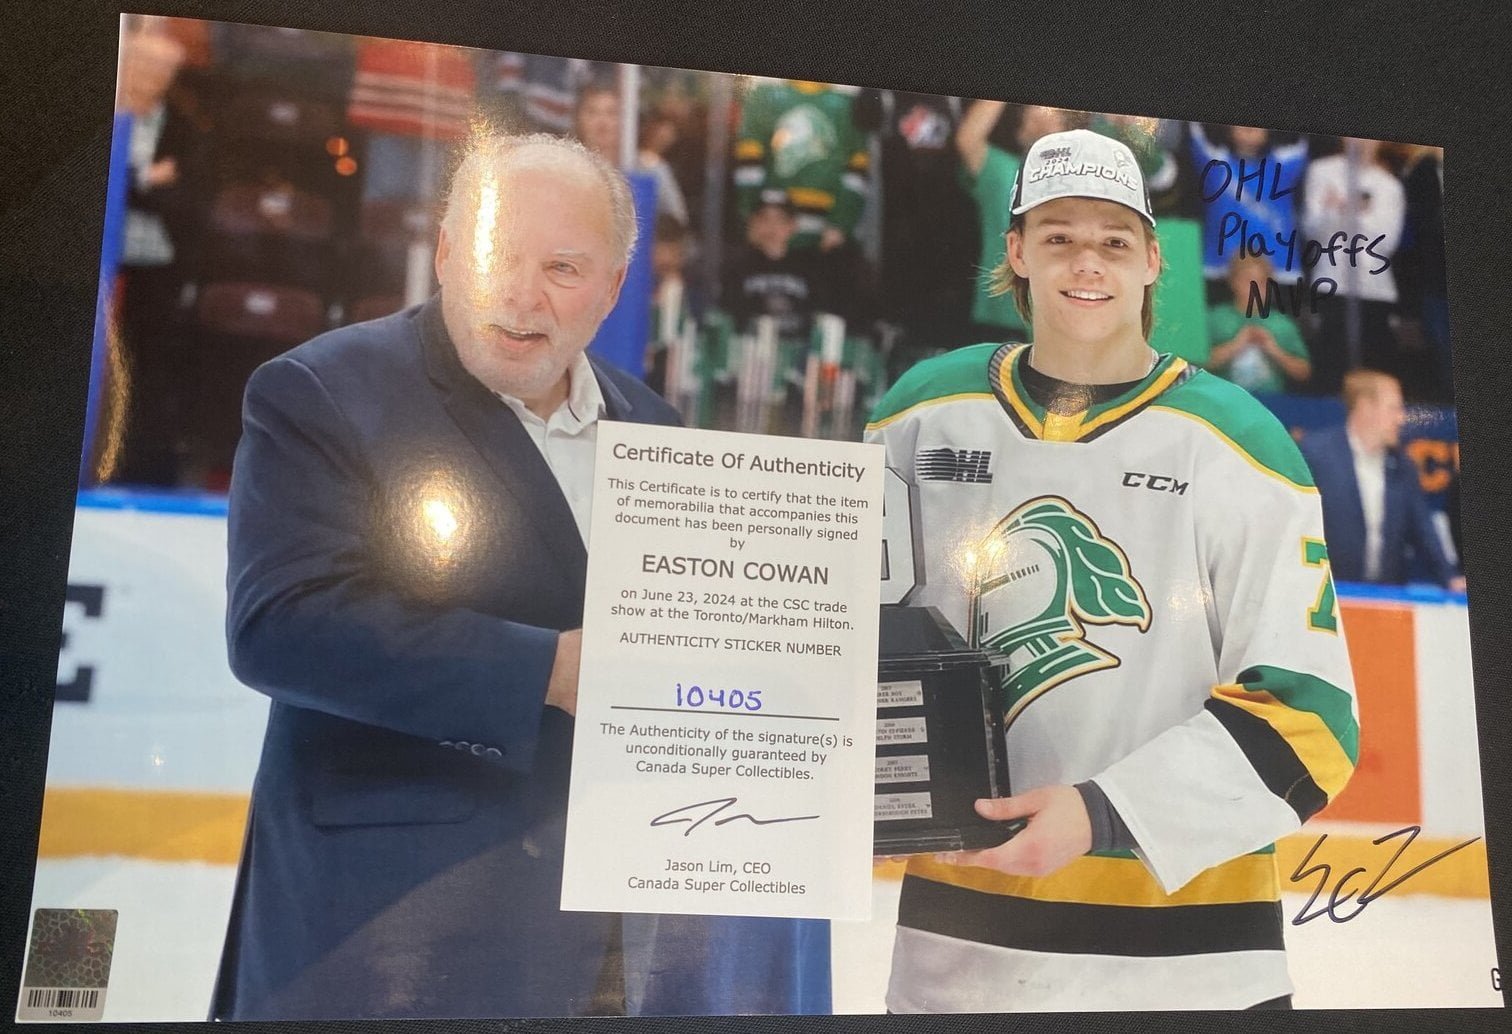 OHL
2024
CHAMPIONS
OHL
Playoffs
MVP
OHL
CCM
7
Certificate Of Authenticity
This Certificate is to certify that the item
of memorabilia that accompanies this
document has been personally signed
by
EASTON COWAN
on June 23, 2024 at the CSC trade
show at the Toronto/Markham Hilton.
AUTHENTICITY STICKER NUMBER
10405
The Authenticity of the signature(s) is
unconditionally guaranteed by
Canada Super Collectibles.
Jason Lim, CEO
Canada Super Collectibles
10405